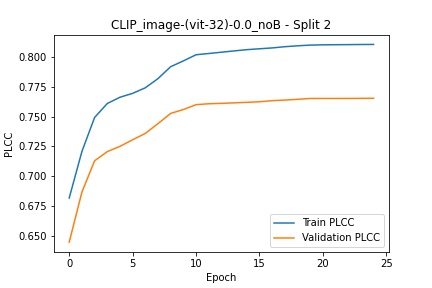 CLIP_image-(vit-32)-0.0_noB - Split 2
0.800
0.775
0.750
0.725
0.700
0.675
0.650
PLCC
0 5 10 15 20 25
Epoch
Train PLCC
Validation PLCC